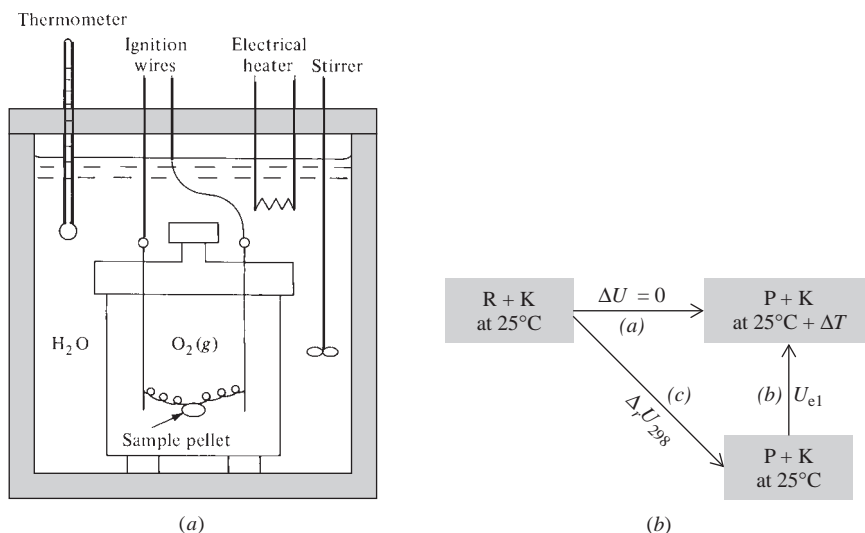 Thermometer
Ignition
wires
Electrical
heater
Stirrer
H₂O
O₂(g)
Sample pellet
(a)
R + K
at 25°C
ΔU = 0
(a)
P + K
at 25°C + ΔT
(c)
ΔᵣU₂₉₈
(b) Uₑ₁
P + K
at 25°C
(b)